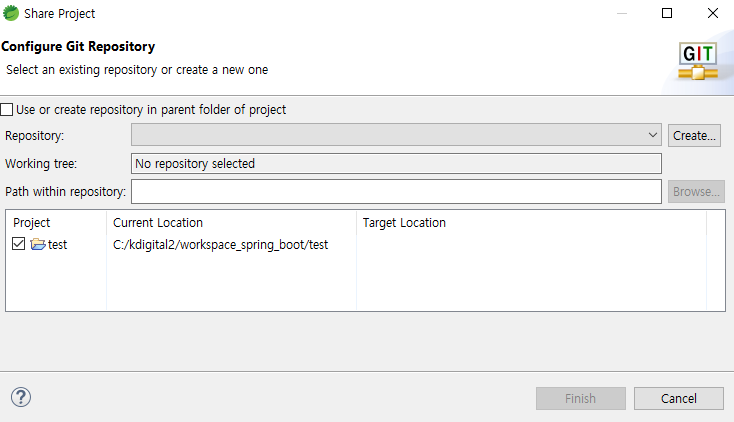 Share Project
Configure Git Repository
Select an existing repository or create a new one
GIT
Use or create repository in parent folder of project
Repository: Create...
Working tree: No repository selected
Path within repository: Browse...
Project Current Location Target Location
test C:/kdigital2/workspace_spring_boot/test
? Finish Cancel